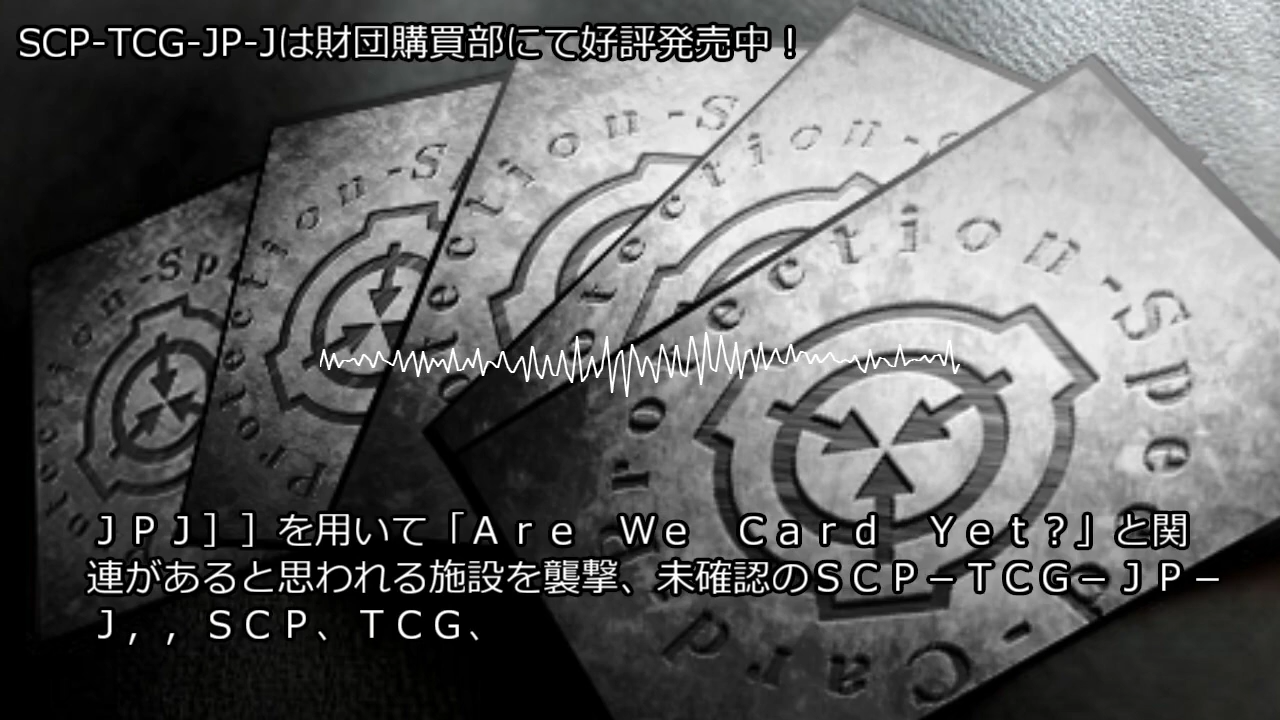 SCP-TCG-JP-Jは財団購買部にて好評発売中！
ection-Spee
ＪＰＪ］］を用いて「Ａｒｅ　Ｗｅ　Ｃａｒｄ　Ｙｅｔ？」と関
連があると思われる施設を襲撃、未確認のＳＣＰ－ＴＣＧ－ＪＰ－
Ｊ，，ＳＣＰ、ＴＣＧ、